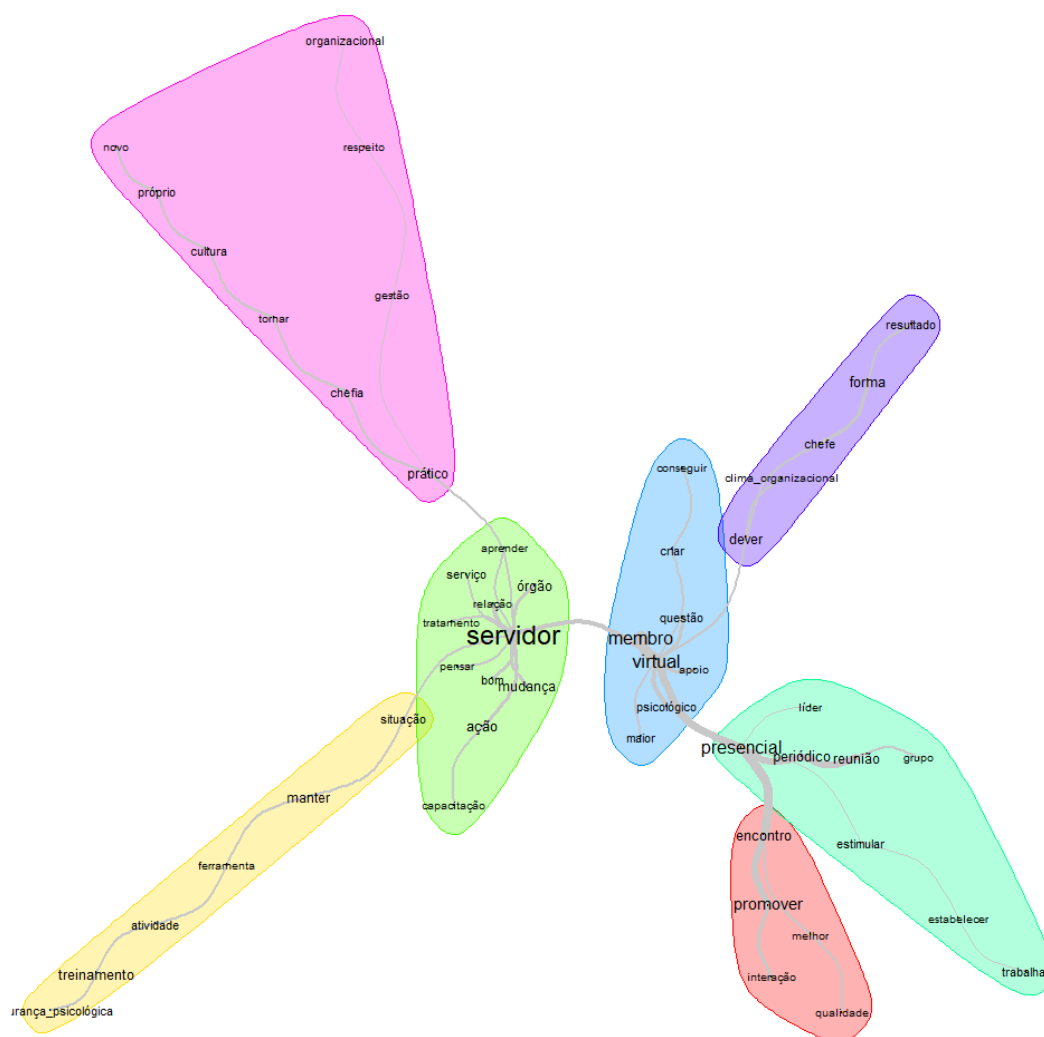 organizacional
novo
respeito
próprio
cultura
gestão
tornar
resultado
forma
chefia
chefe
prático
conseguir
clima_organizacional
dever
aprender
criar
serviço
órgão
relação
questão
tratamento
servidor
membro
virtual
pensar
apoio
bom
mudança
psicológico
líder
situação
ação
maior
presencial
periódico
reunião
grupo
manter
capacitação
encontro
estimular
ferramenta
promover
estabelecer
atividade
melhor
treinamento
interação
trabalha
urança_psicológica
qualidade